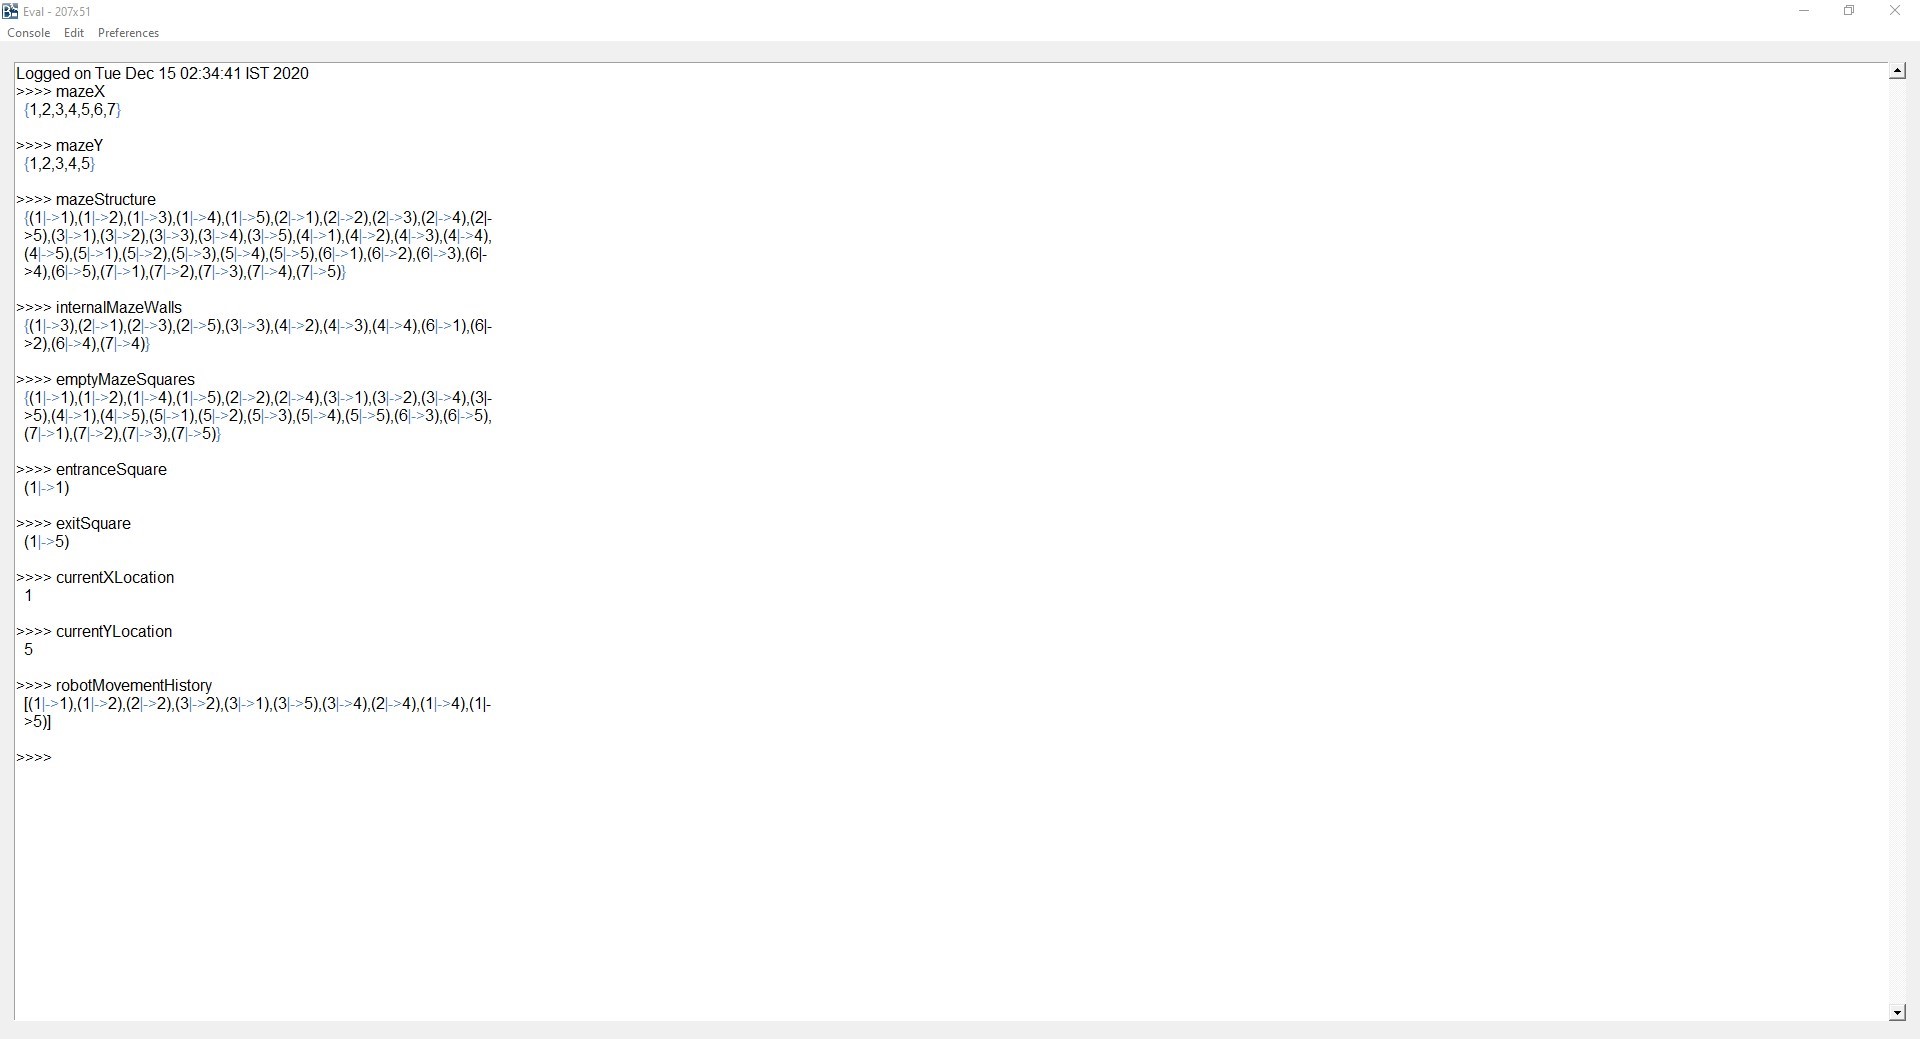 Eval - 207x51
Console Edit Preferences
Logged on Tue Dec 15 02:34:41 IST 2020
>>>> mazeX
{1,2,3,4,5,6,7}
>>>> mazeY
{1,2,3,4,5}
>>>> mazeStructure
{(1|->1),(1|->2),(1|->3),(1|->4),(1|->5),(2|->1),(2|->2),(2|->3),(2|->4),(2|-
>5),(3|->1),(3|->2),(3|->3),(3|->4),(3|->5),(4|->1),(4|->2),(4|->3),(4|->4),
(4|->5),(5|->1),(5|->2),(5|->3),(5|->4),(5|->5),(6|->1),(6|->2),(6|->3),(6|-
>4),(6|->5),(7|->1),(7|->2),(7|->3),(7|->4),(7|->5)}
>>>> internalMazeWalls
{(1|->3),(2|->1),(2|->3),(2|->5),(3|->3),(4|->2),(4|->3),(4|->4),(6|->1),(6|-
>2),(6|->4),(7|->4)}
>>>> emptyMazeSquares
{(1|->1),(1|->2),(1|->4),(1|->5),(2|->2),(2|->4),(3|->1),(3|->2),(3|->4),(3|-
>5),(4|->1),(4|->5),(5|->1),(5|->2),(5|->3),(5|->4),(5|->5),(6|->3),(6|->5),
(7|->1),(7|->2),(7|->3),(7|->5)}
>>>> entranceSquare
(1|->1)
>>>> exitSquare
(1|->5)
>>>> currentXLocation
1
>>>> currentYLocation
5
>>>> robotMovementHistory
[(1|->1),(1|->2),(2|->2),(3|->2),(3|->1),(3|->5),(3|->4),(2|->4),(1|->4),(1|-
>5)]
>>>>